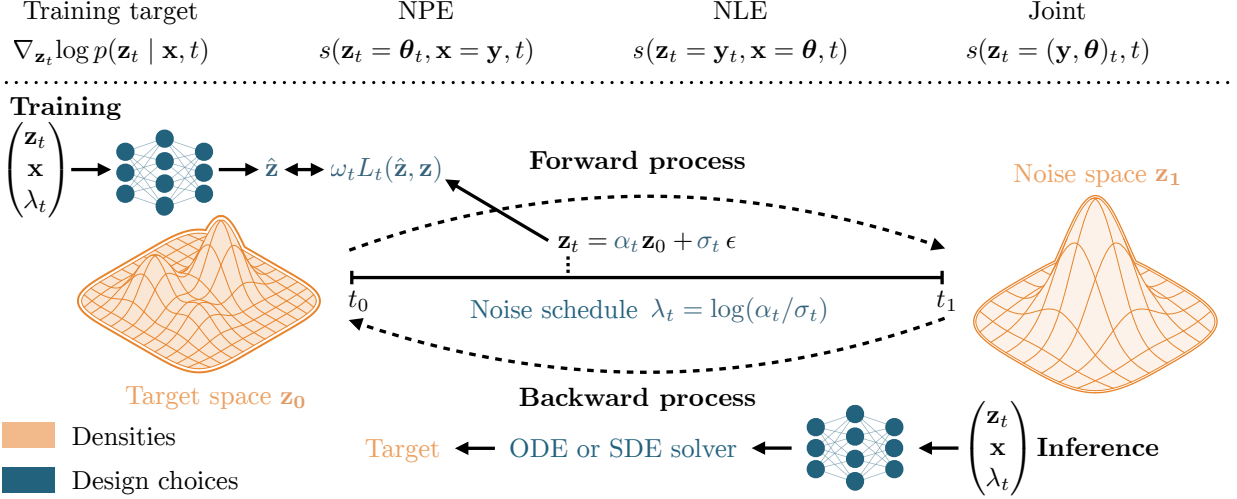 Training target NPE NLE Joint
∇_{z_t} log p(z_t | x, t) s(z_t = θ_t, x = y, t) s(z_t = y_t, x = θ, t) s(z_t = (y, θ)_t, t)
Training
z_t
x
λ_t
ẑ ω_t L_t(ẑ, z)
Forward process
Noise space z_1
z_t = α_t z_0 + σ_t ϵ
t_0 t_1
Noise schedule λ_t = log(α_t/σ_t)
Target space z_0
Backward process
Densities
Design choices
Target ODE or SDE solver
z_t
x
λ_t
Inference